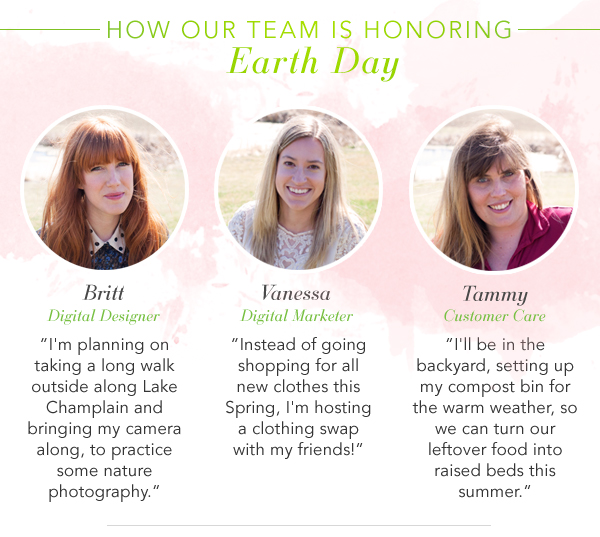 HOW OUR TEAM IS HONORING
Earth Day
Britt
Digital Designer
“I'm planning on
taking a long walk
outside along Lake
Champlain and
bringing my camera
along, to practice
some nature
photography.”
Vanessa
Digital Marketer
“Instead of going
shopping for all
new clothes this
Spring, I'm hosting
a clothing swap
with my friends!”
Tammy
Customer Care
“I'll be in the
backyard, setting up
my compost bin for
the warm weather, so
we can turn our
leftover food into
raised beds this
summer.”